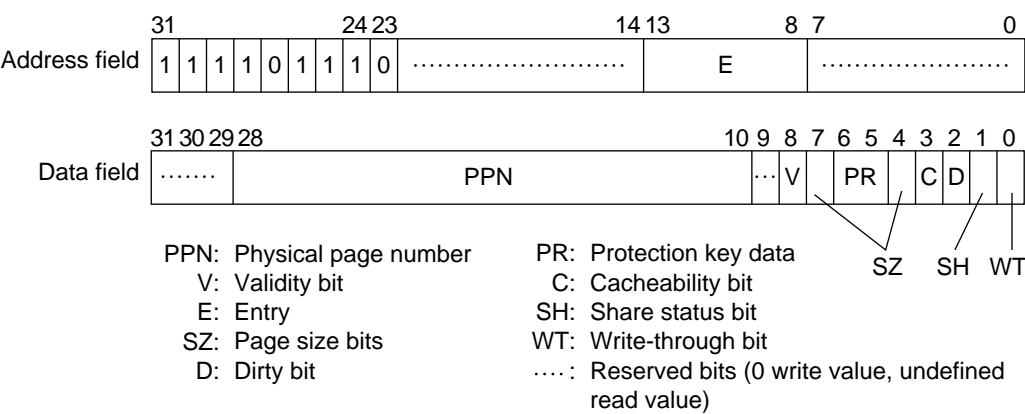 31 24 23 14 13 8 7 0
Address field 1 1 1 1 0 1 1 1 0 ........................... E ........................
31 30 29 28 10 9 8 7 6 5 4 3 2 1 0
Data field ....... PPN ... V PR C D
SZ SH WT
PPN: Physical page number PR: Protection key data
V: Validity bit C: Cacheability bit
E: Entry SH: Share status bit
SZ: Page size bits WT: Write-through bit
D: Dirty bit ....: Reserved bits (0 write value, undefined
read value)